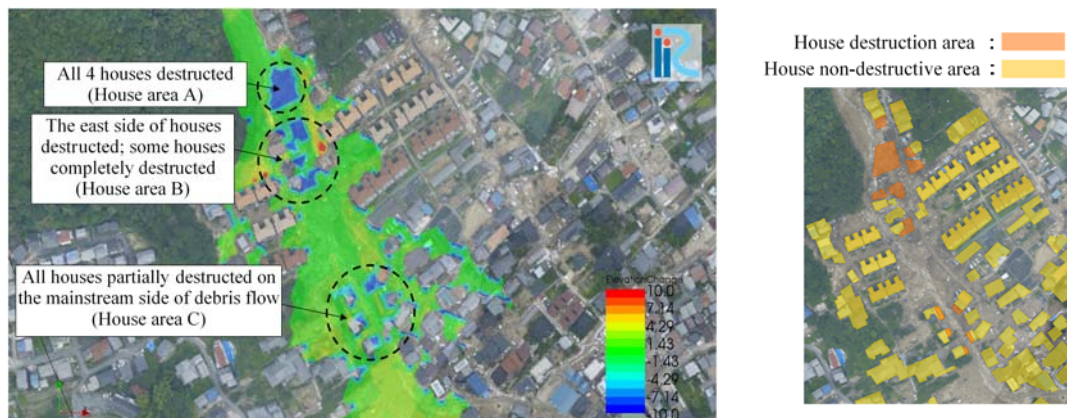 All 4 houses destructed
(House area A)
The east side of houses
destructed; some houses
completely destructed
(House area B)
All houses partially destructed on
the mainstream side of debris flow
(House area C)
iRIC
ElevationChange
10.0
7.14
4.29
1.43
-1.43
-4.29
-7.14
-10.0
House destruction area :
House non-destructive area :